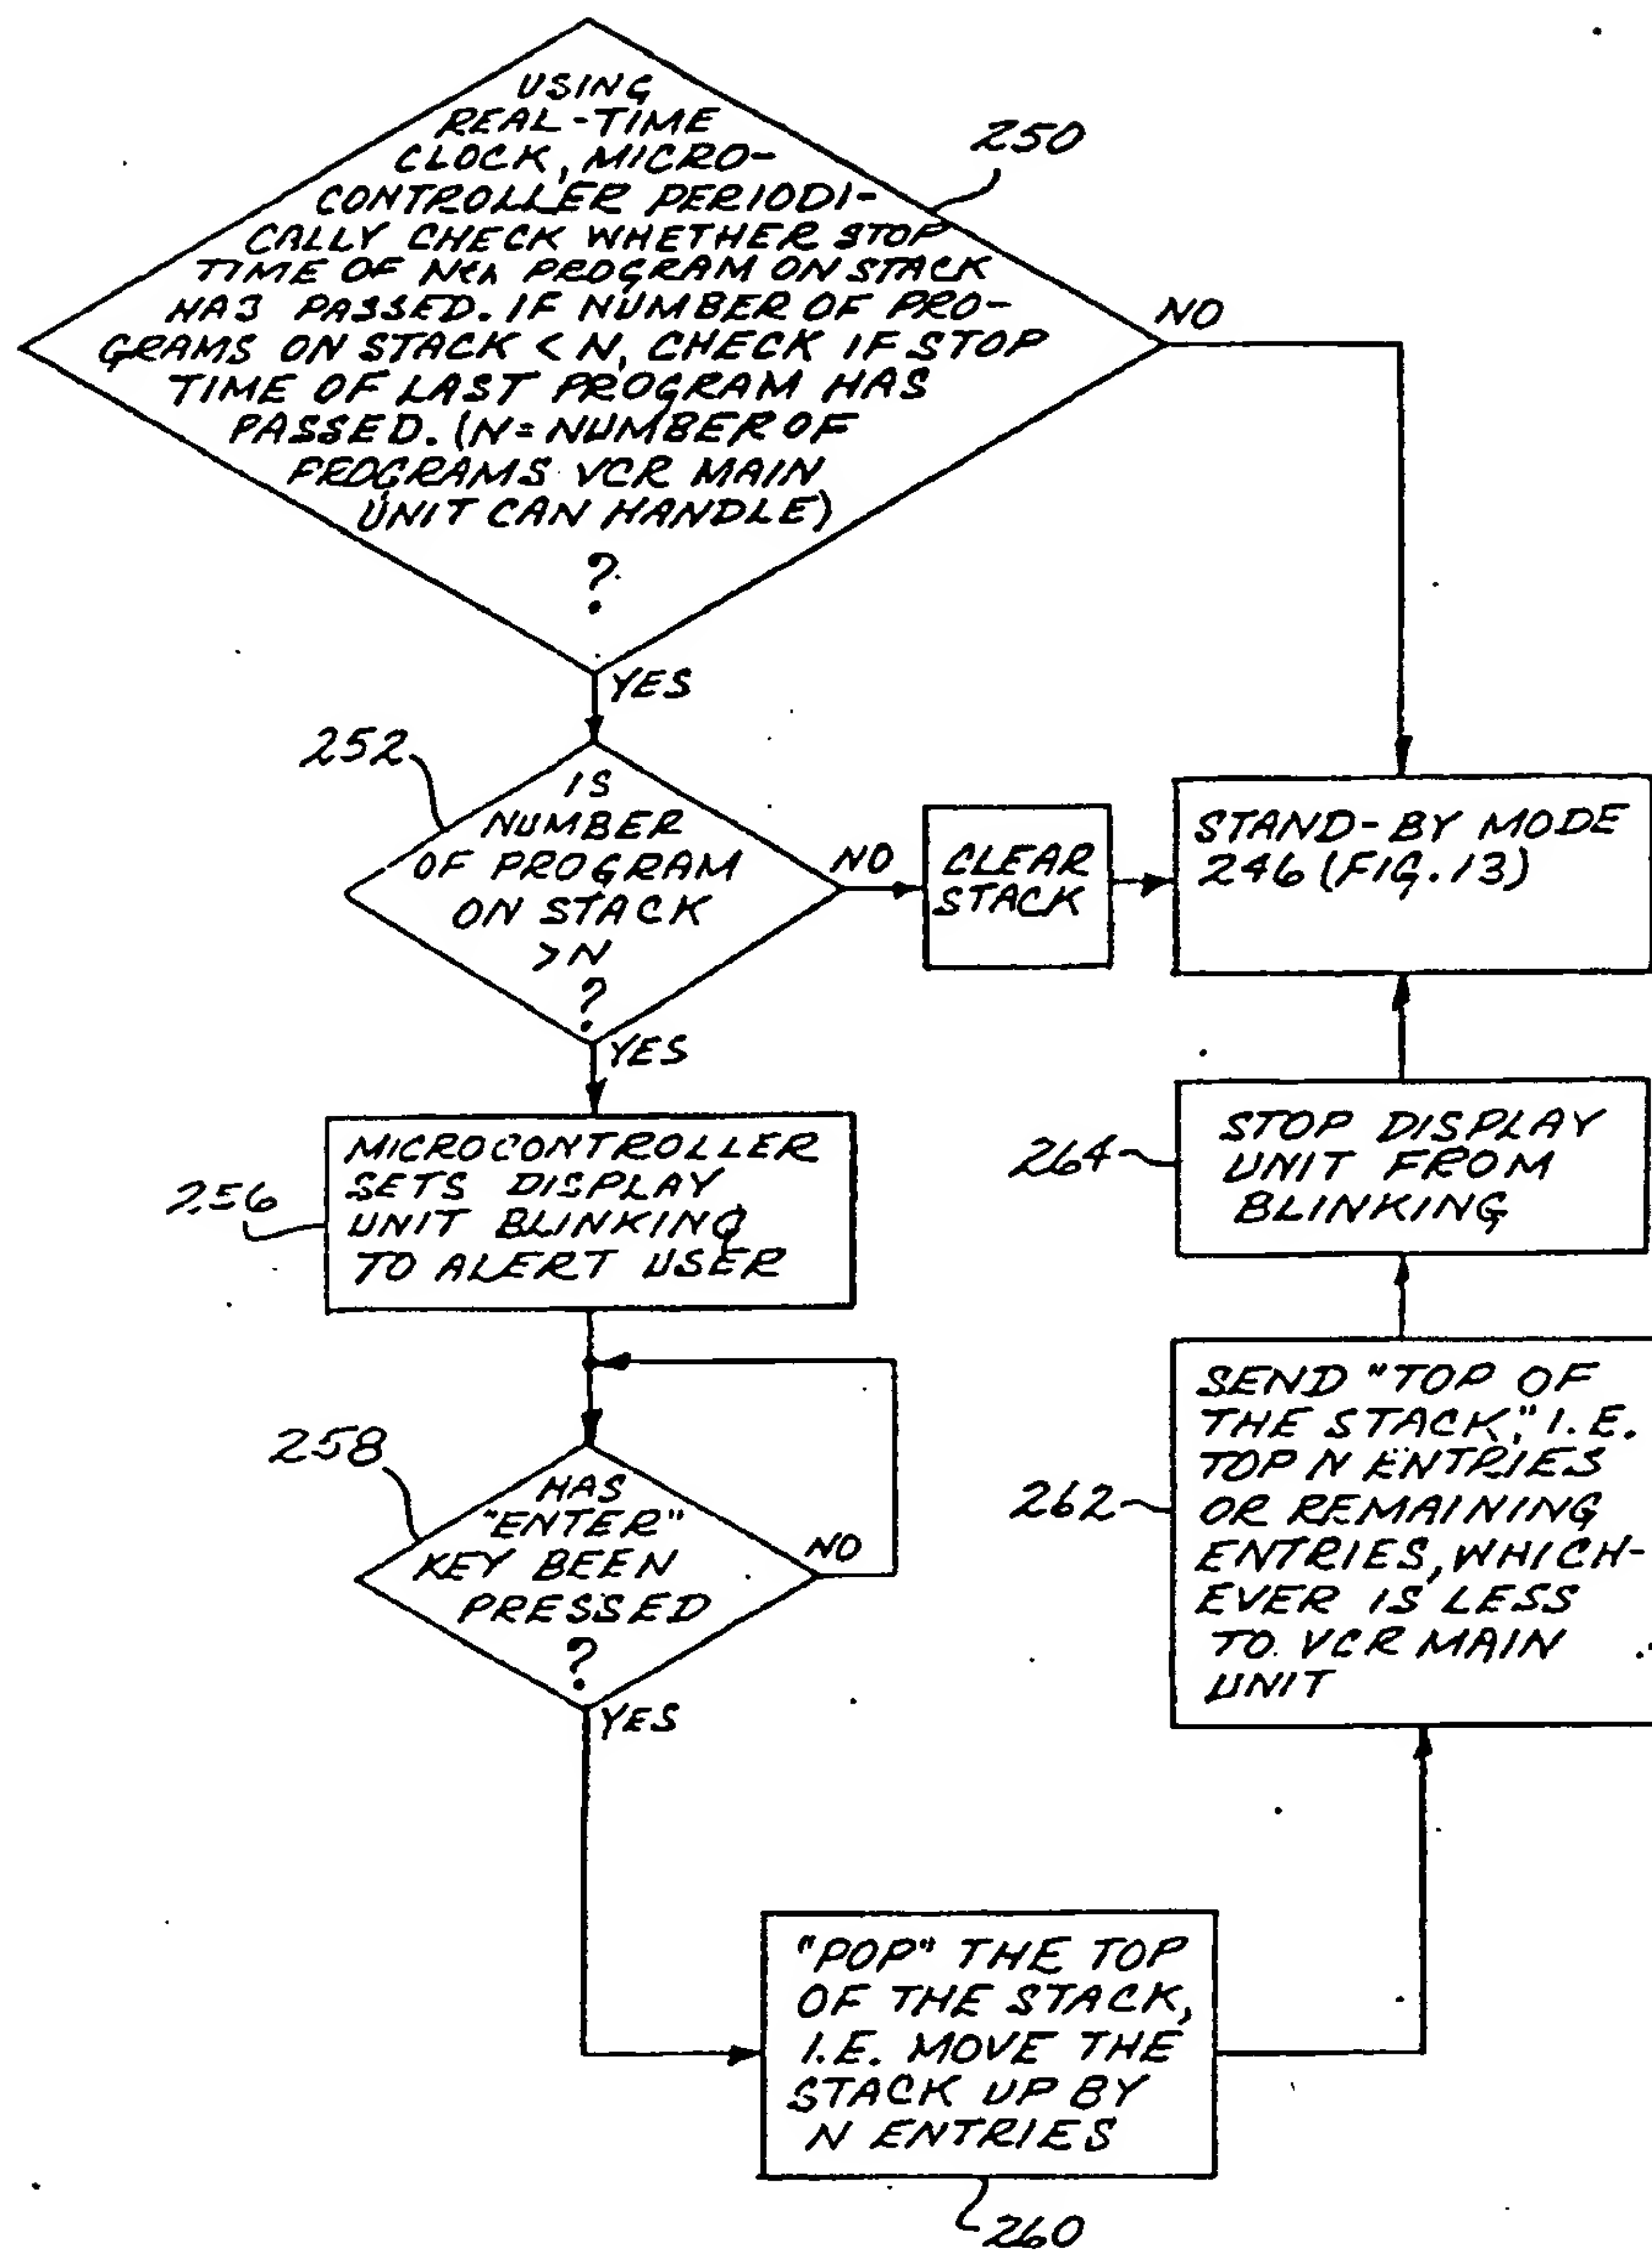 USING
REAL-TIME
CLOCK, MICRO-
CONTROLLER PERIODI-
CALLY CHECK WHETHER STOP
TIME OF Nth PROGRAM ON STACK
HAS PASSED. IF NUMBER OF PRO-
GRAMS ON STACK < N, CHECK IF STOP
TIME OF LAST PROGRAM HAS
PASSED. (N = NUMBER OF
PROGRAMS VCR MAIN
UNIT CAN HANDLE)
?
250
NO
YES
252
IS
NUMBER
OF PROGRAM
ON STACK
> N
?
NO
CLEAR
STACK
STAND-BY MODE
246 (FIG. 13)
YES
256
MICROCONTROLLER
SETS DISPLAY
UNIT BLINKING
TO ALERT USER
264
STOP DISPLAY
UNIT FROM
BLINKING
258
HAS
"ENTER"
KEY BEEN
PRESSED
?
NO
YES
262
SEND "TOP OF
THE STACK," I.E.
TOP N ENTRIES
OR REMAINING
ENTRIES, WHICH-
EVER IS LESS
TO VCR MAIN
UNIT
"POP" THE TOP
OF THE STACK,
I.E. MOVE THE
STACK UP BY
N ENTRIES
260